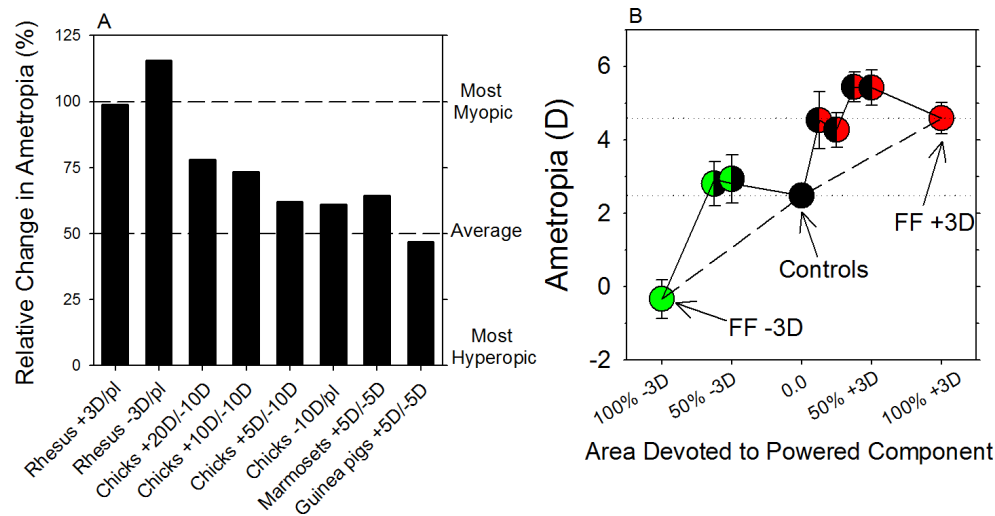 A
Relative Change in Ametropia (%)
125
100
75
50
25
0
Most
Myopic
Average
Most
Hyperopic
Rhesus +3D/pl
Rhesus -3D/pl
Chicks +20D/-10D
Chicks +10D/-10D
Chicks +5D/-10D
Chicks -10D/pl
Marmosets +5D/-5D
Guinea pigs +5D/-5D
B
Ametropia (D)
6
4
2
0
-2
FF +3D
Controls
FF -3D
100% -3D
50% -3D
0.0
50% +3D
100% +3D
Area Devoted to Powered Component